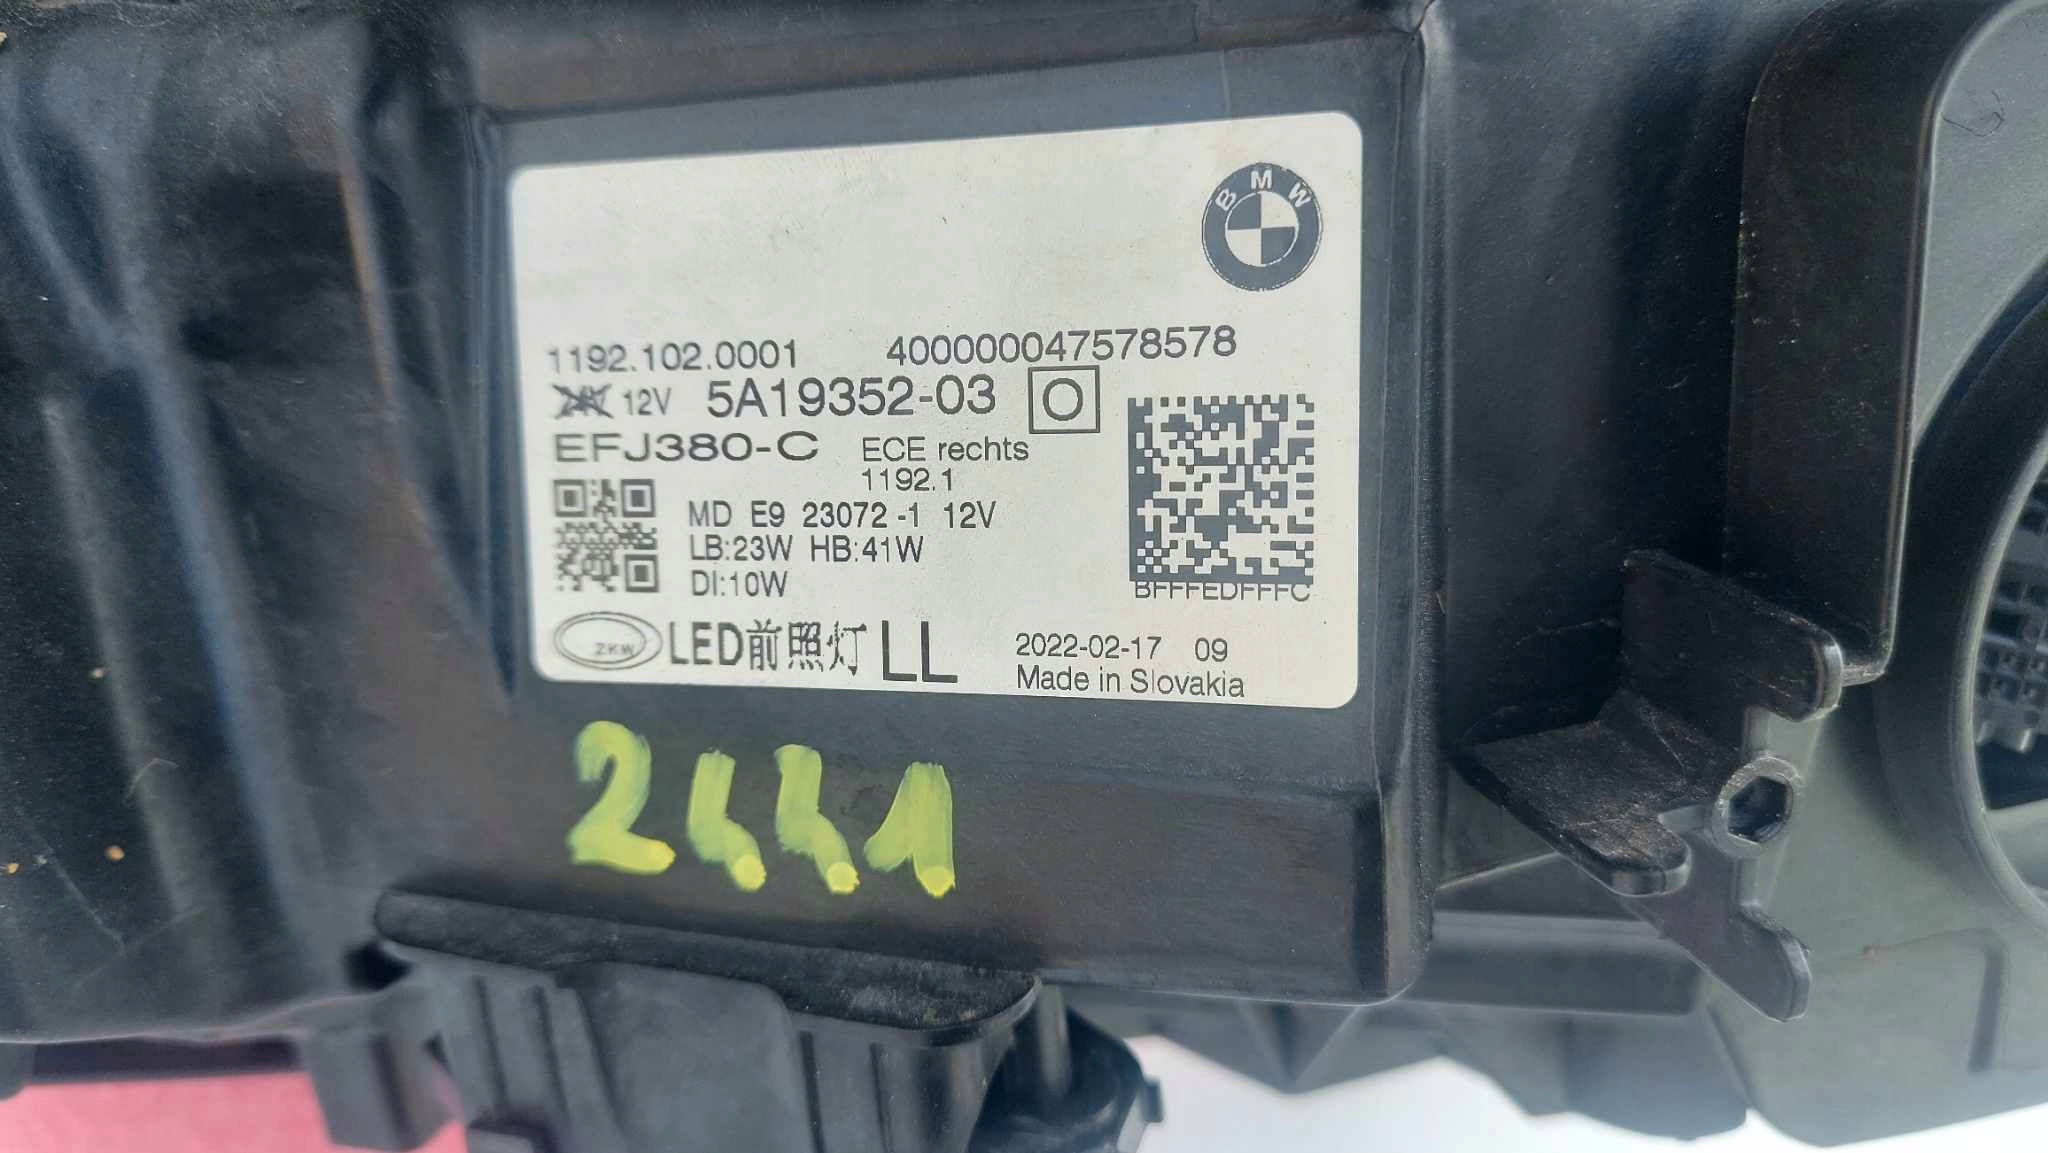 BMW
1192.102.0001 400000047578578
24V 12V 5A19352-03 O
EFJ380-C ECE rechts
1192.1
MD E9 23072 -1 12V
LB:23W HB:41W
DI:10W
BFFFEDFFFC
ZKW LED前照灯 LL
2022-02-17 09
Made in Slovakia
2441